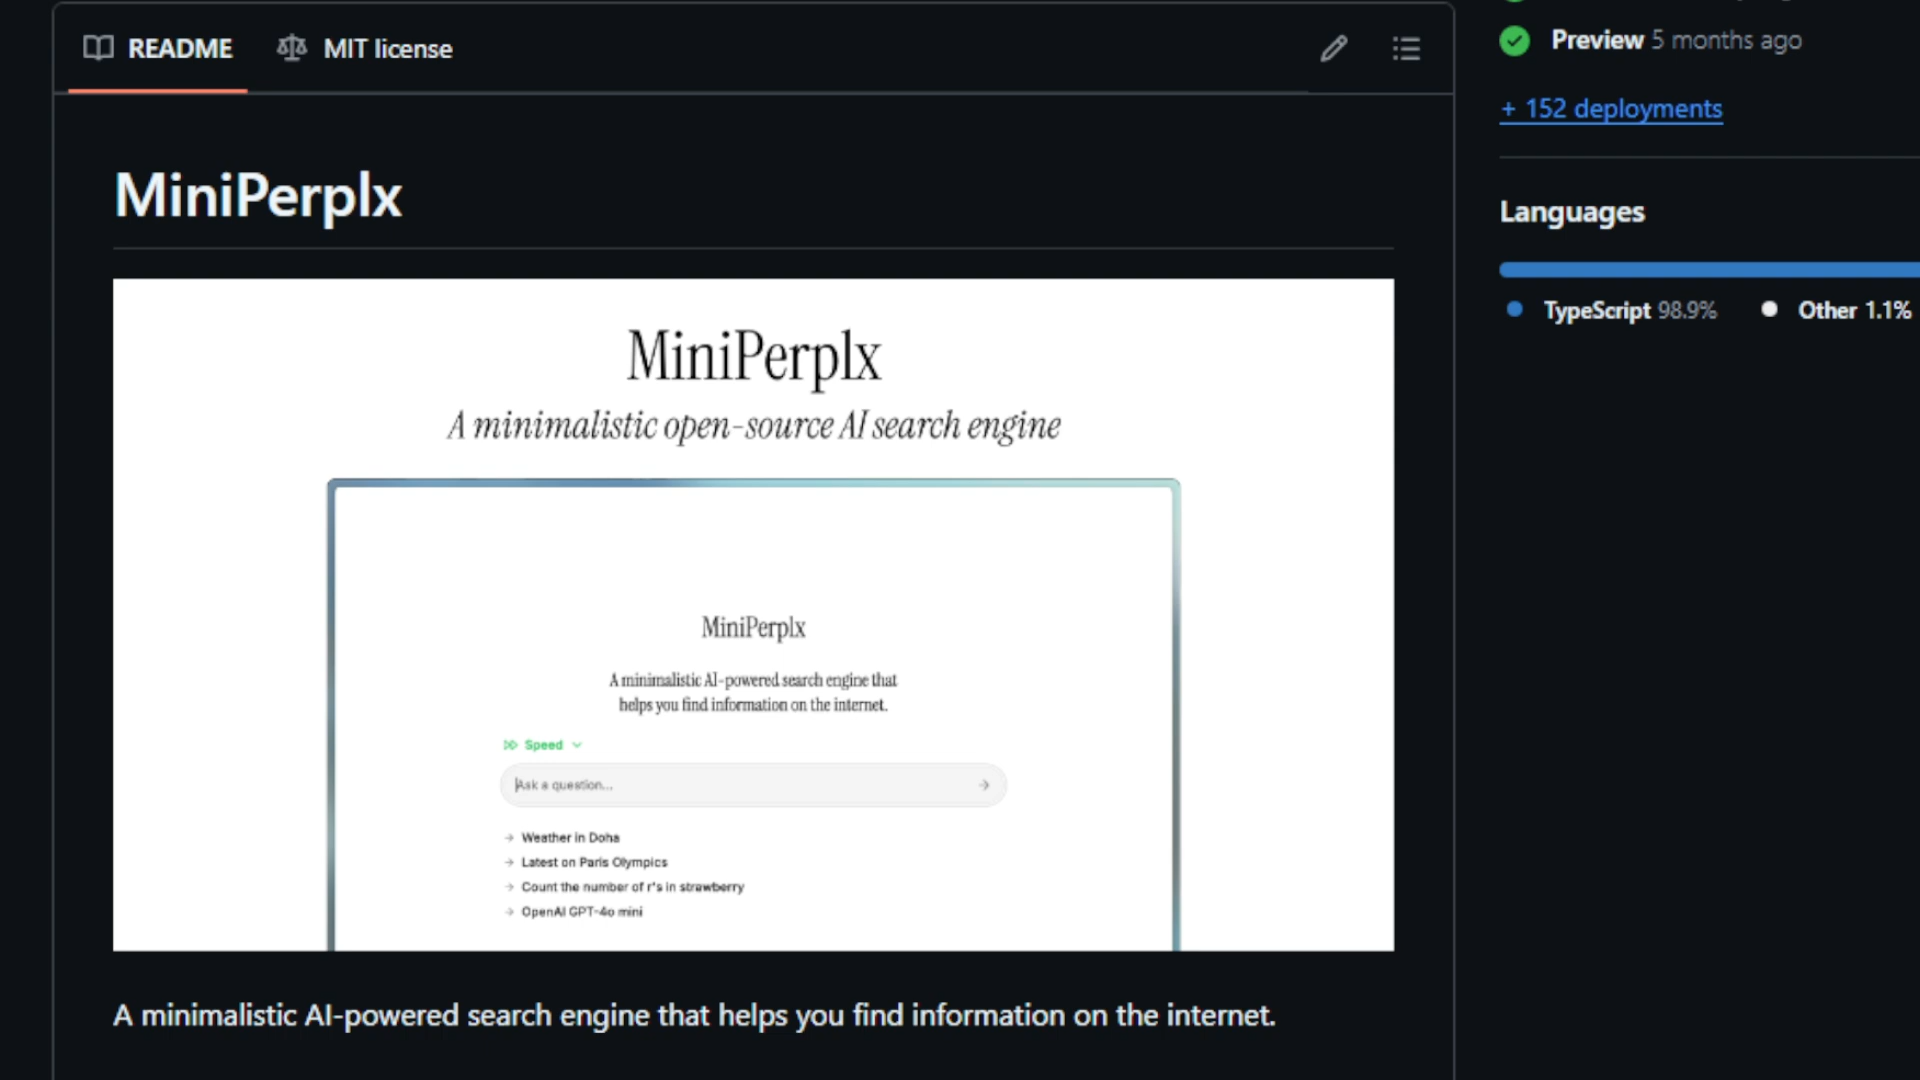 README
MIT license
MiniPerplx
MiniPerplx
A minimalistic open-source AI search engine
MiniPerplx
A minimalistic AI-powered search engine that
helps you find information on the internet.
Speed
Ask a question...
Weather in Doha
Latest on Paris Olympics
Count the number of r's in strawberry
OpenAI GPT-4o mini
A minimalistic AI-powered search engine that helps you find information on the internet.
Preview 5 months ago
+ 152 deployments
Languages
TypeScript 98.9% Other 1.1%